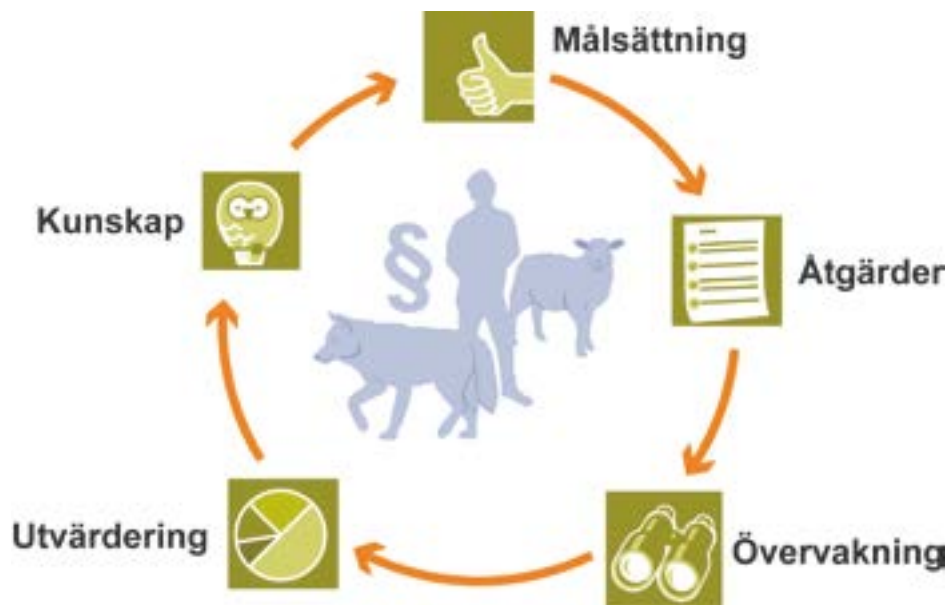 Målsättning
Kunskap
§
Åtgärder
Utvärdering
Övervakning